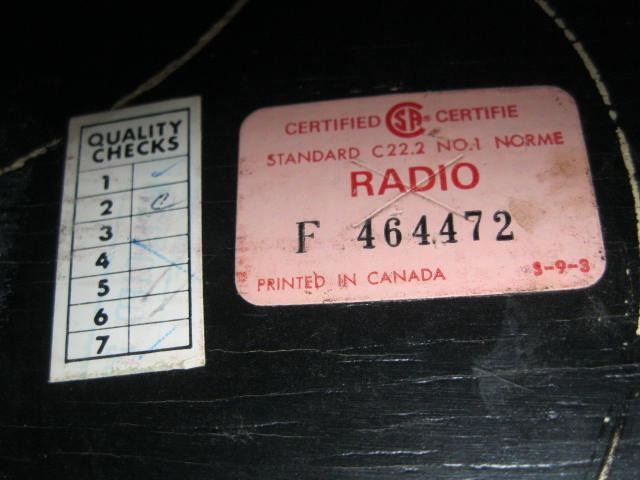 QUALITY
CHECKS
1
2 C
3
4
5
6
7
CERTIFIED CSA® CERTIFIE
STANDARD C22.2 NO.1 NORME
RADIO
F 464472
PRINTED IN CANADA S-9-3